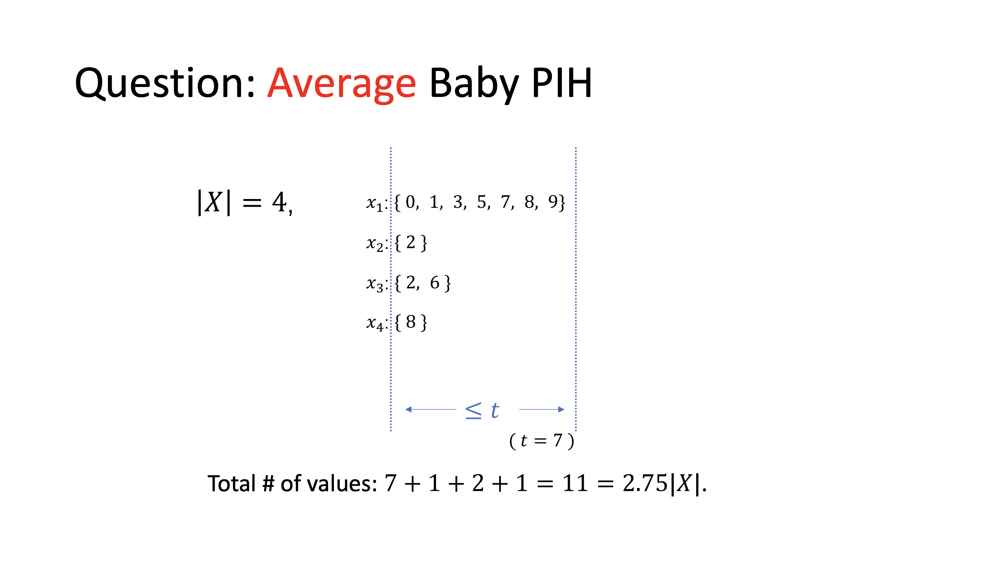 Question: Average Baby PIH
|X| = 4,
x₁: { 0, 1, 3, 5, 7, 8, 9}
x₂: { 2 }
x₃: { 2, 6 }
x₄: { 8 }
≤ t
( t = 7 )
Total # of values: 7 + 1 + 2 + 1 = 11 = 2.75|X|.